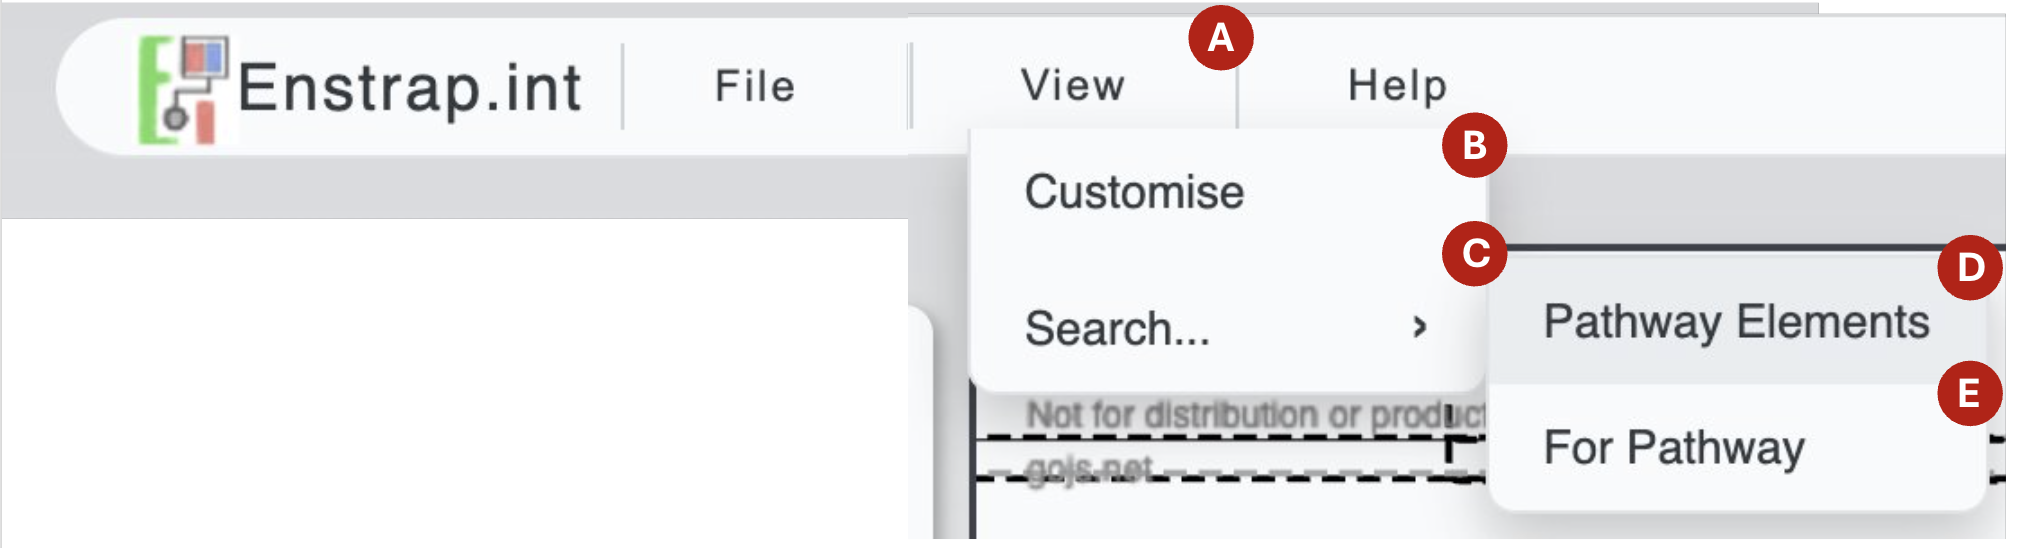 A
Enstrap.int File View Help
B
Customise
C
D
Pathway Elements
Search... ›
E
Not for distribution or product
For Pathway
gojs.net